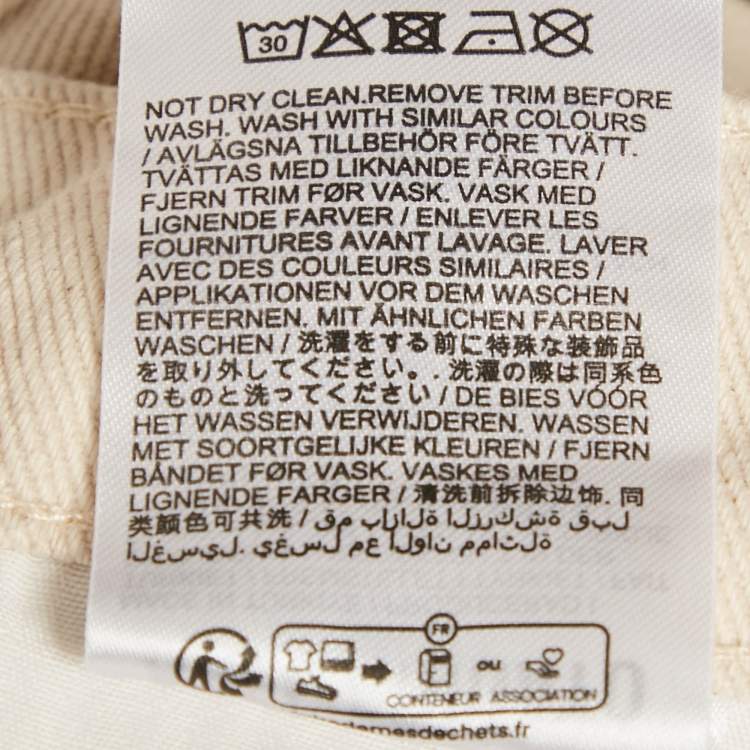 30
NOT DRY CLEAN.REMOVE TRIM BEFORE
WASH. WASH WITH SIMILAR COLOURS
/ AVLÄGSNA TILLBEHÖR FÖRE TVÄTT.
TVÄTTAS MED LIKNANDE FÄRGER /
FJERN TRIM FØR VASK. VASK MED
LIGNENDE FARVER / ENLEVER LES
FOURNITURES AVANT LAVAGE. LAVER
AVEC DES COULEURS SIMILAIRES /
APPLIKATIONEN VOR DEM WASCHEN
ENTFERNEN. MIT ÄHNLICHEN FARBEN
WASCHEN / 洗濯をする前に特殊な装飾品
を取り外してください。. 洗濯の際は同系色
のものと洗ってください / DE BIES VÓÓR
HET WASSEN VERWIJDEREN. WASSEN
MET SOORTGELIJKE KLEUREN / FJERN
BÅNDET FØR VASK. VASKES MED
LIGNENDE FARGER / 清洗前拆除边饰. 同
类颜色可共洗 / قم بإزالة الزركشة قبل
الغسيل. يغسل مع الوان مماثلة
FR
OU
CONTENEUR ASSOCIATION
demesdechets.fr